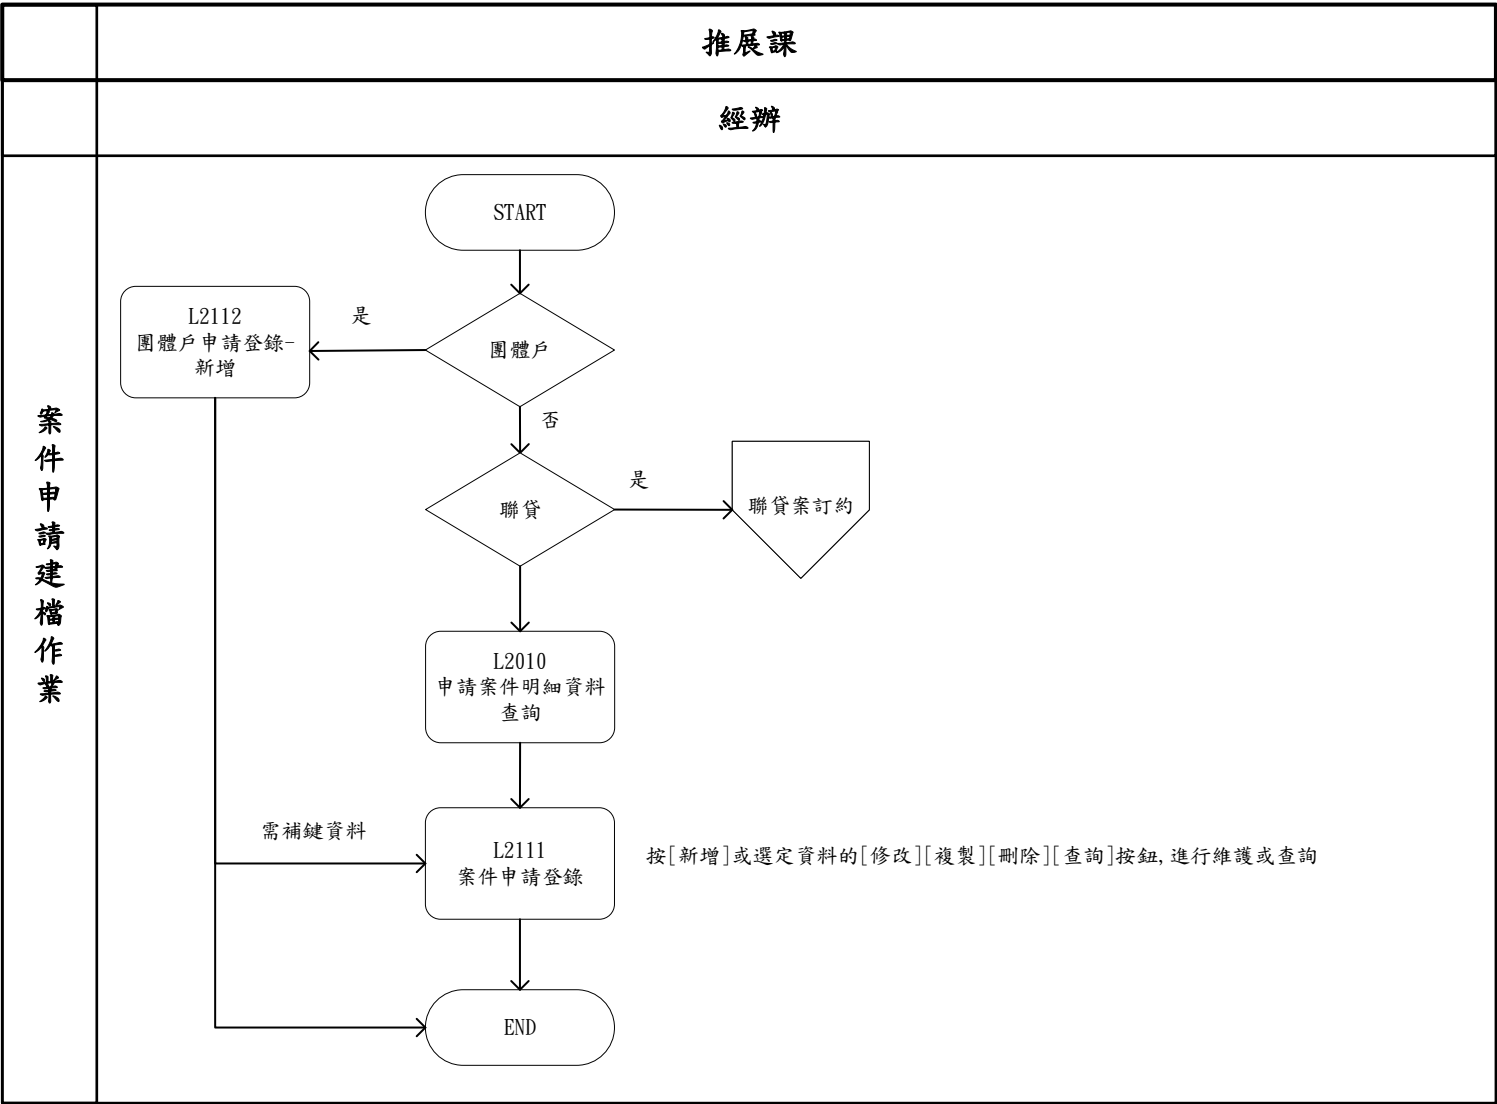 推展課
經辦
案件申請建檔作業
START
L2112
團體戶申請登錄-
新增
是
團體戶
否
聯貸
是
聯貸案訂約
L2010
申請案件明細資料
查詢
需補鍵資料
L2111
案件申請登錄
按[新增]或選定資料的[修改][複製][刪除][查詢]按鈕,進行維護或查詢
END